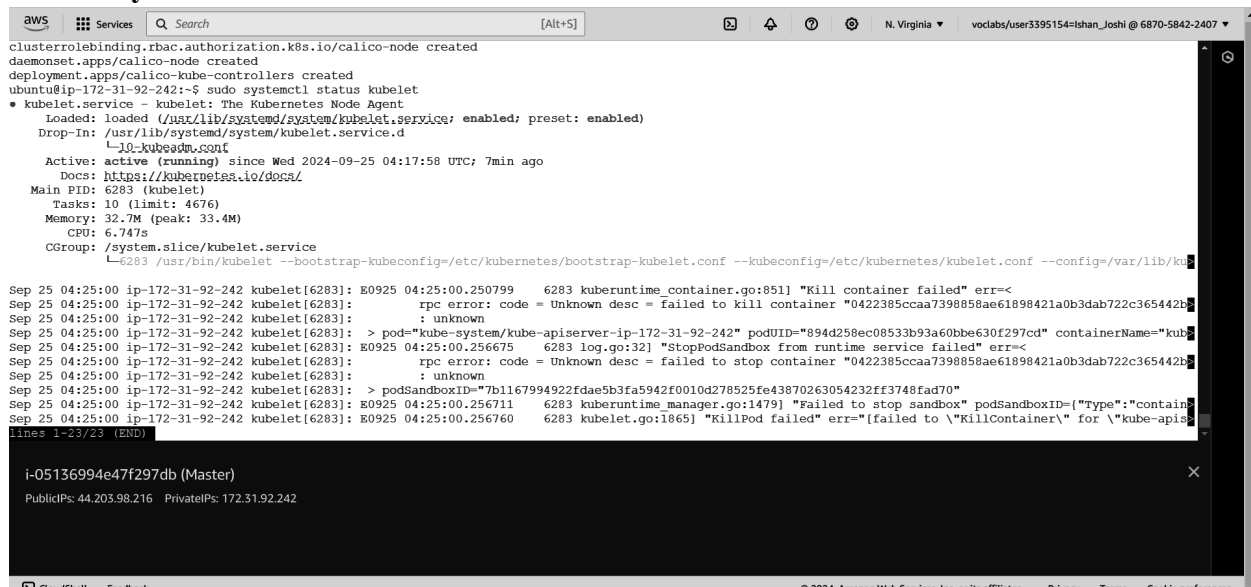 aws Services Search [Alt+S] N. Virginia ▼ voclabs/user3395154=Ishan_Joshi @ 6870-5842-2407 ▼
clusterrolebinding.rbac.authorization.k8s.io/calico-node created
daemonset.apps/calico-node created
deployment.apps/calico-kube-controllers created
ubuntu@ip-172-31-92-242:~$ sudo systemctl status kubelet
● kubelet.service - kubelet: The Kubernetes Node Agent
Loaded: loaded (/usr/lib/systemd/system/kubelet.service; enabled; preset: enabled)
Drop-In: /usr/lib/systemd/system/kubelet.service.d
└─10-kubeadm.conf
Active: active (running) since Wed 2024-09-25 04:17:58 UTC; 7min ago
Docs: https://kubernetes.io/docs/
Main PID: 6283 (kubelet)
Tasks: 10 (limit: 4676)
Memory: 32.7M (peak: 33.4M)
CPU: 6.747s
CGroup: /system.slice/kubelet.service
└─6283 /usr/bin/kubelet --bootstrap-kubeconfig=/etc/kubernetes/bootstrap-kubelet.conf --kubeconfig=/etc/kubernetes/kubelet.conf --config=/var/lib/ku>
Sep 25 04:25:00 ip-172-31-92-242 kubelet[6283]: E0925 04:25:00.250799 6283 kuberuntime_container.go:851] "Kill container failed" err=<
Sep 25 04:25:00 ip-172-31-92-242 kubelet[6283]: rpc error: code = Unknown desc = failed to kill container "0422385ccaa7398858ae61898421a0b3dab722c365442b>
Sep 25 04:25:00 ip-172-31-92-242 kubelet[6283]: : unknown
Sep 25 04:25:00 ip-172-31-92-242 kubelet[6283]: > pod="kube-system/kube-apiserver-ip-172-31-92-242" podUID="894d258ec08533b93a60bbe630f297cd" containerName="kub>
Sep 25 04:25:00 ip-172-31-92-242 kubelet[6283]: E0925 04:25:00.256675 6283 log.go:32] "StopPodSandbox from runtime service failed" err=<
Sep 25 04:25:00 ip-172-31-92-242 kubelet[6283]: rpc error: code = Unknown desc = failed to stop container "0422385ccaa7398858ae61898421a0b3dab722c365442b>
Sep 25 04:25:00 ip-172-31-92-242 kubelet[6283]: : unknown
Sep 25 04:25:00 ip-172-31-92-242 kubelet[6283]: > podSandboxID="7b1167994922fdae5b3fa5942f0010d278525fe43870263054232ff3748fad70"
Sep 25 04:25:00 ip-172-31-92-242 kubelet[6283]: E0925 04:25:00.256711 6283 kuberuntime_manager.go:1479] "Failed to stop sandbox" podSandboxID={"Type":"contain>
Sep 25 04:25:00 ip-172-31-92-242 kubelet[6283]: E0925 04:25:00.256760 6283 kubelet.go:1865] "KillPod failed" err="[failed to \"KillContainer\" for \"kube-apis>
lines 1-23/23 (END)
i-05136994e47f297db (Master)
PublicIPs: 44.203.98.216 PrivateIPs: 172.31.92.242